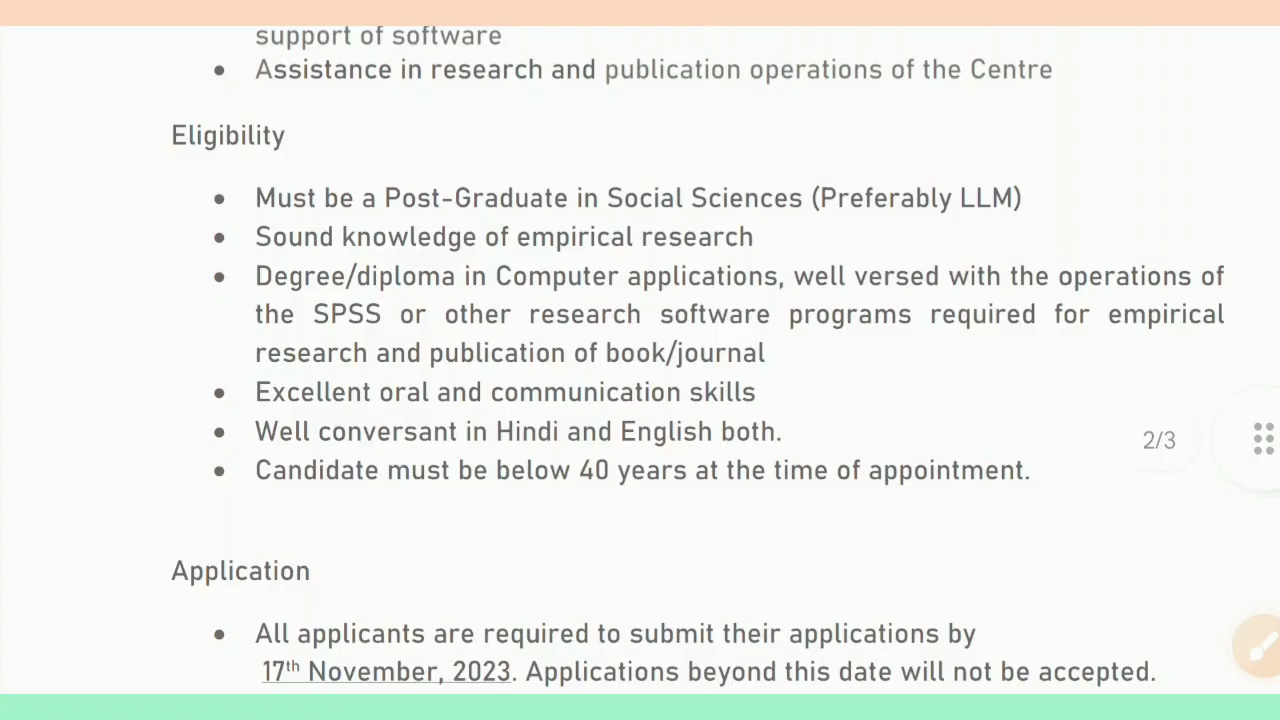 support of software
• Assistance in research and publication operations of the Centre
Eligibility
• Must be a Post-Graduate in Social Sciences (Preferably LLM)
• Sound knowledge of empirical research
• Degree/diploma in Computer applications, well versed with the operations of
the SPSS or other research software programs required for empirical
research and publication of book/journal
• Excellent oral and communication skills
• Well conversant in Hindi and English both.
• Candidate must be below 40 years at the time of appointment.
2/3
Application
• All applicants are required to submit their applications by
17th November, 2023. Applications beyond this date will not be accepted.